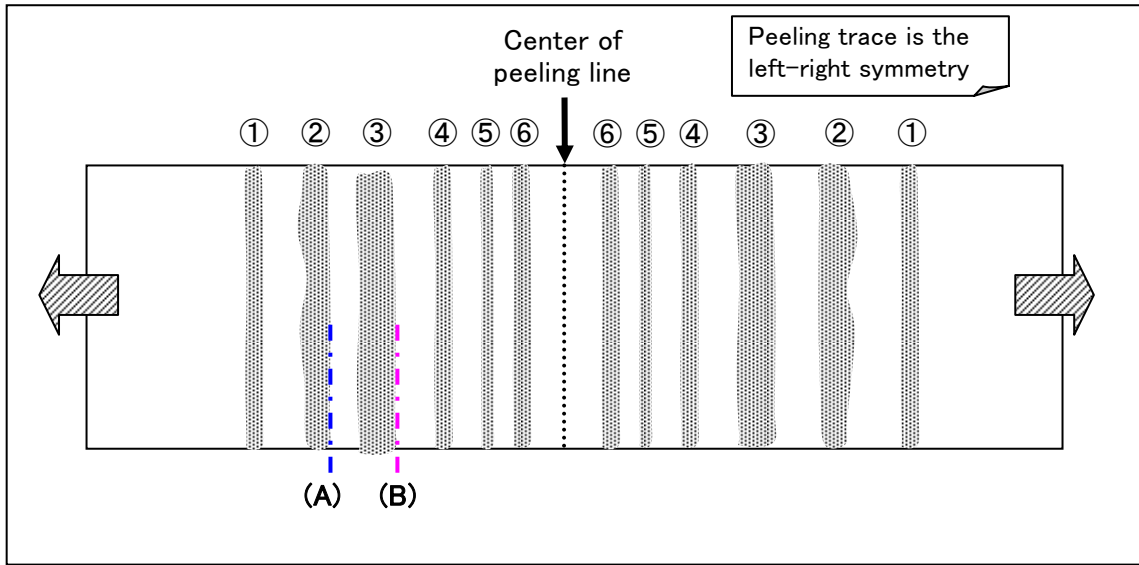 Center of
peeling line
Peeling trace is the
left-right symmetry
① ② ③ ④ ⑤ ⑥ ⑥ ⑤ ④ ③ ② ①
(A) (B)